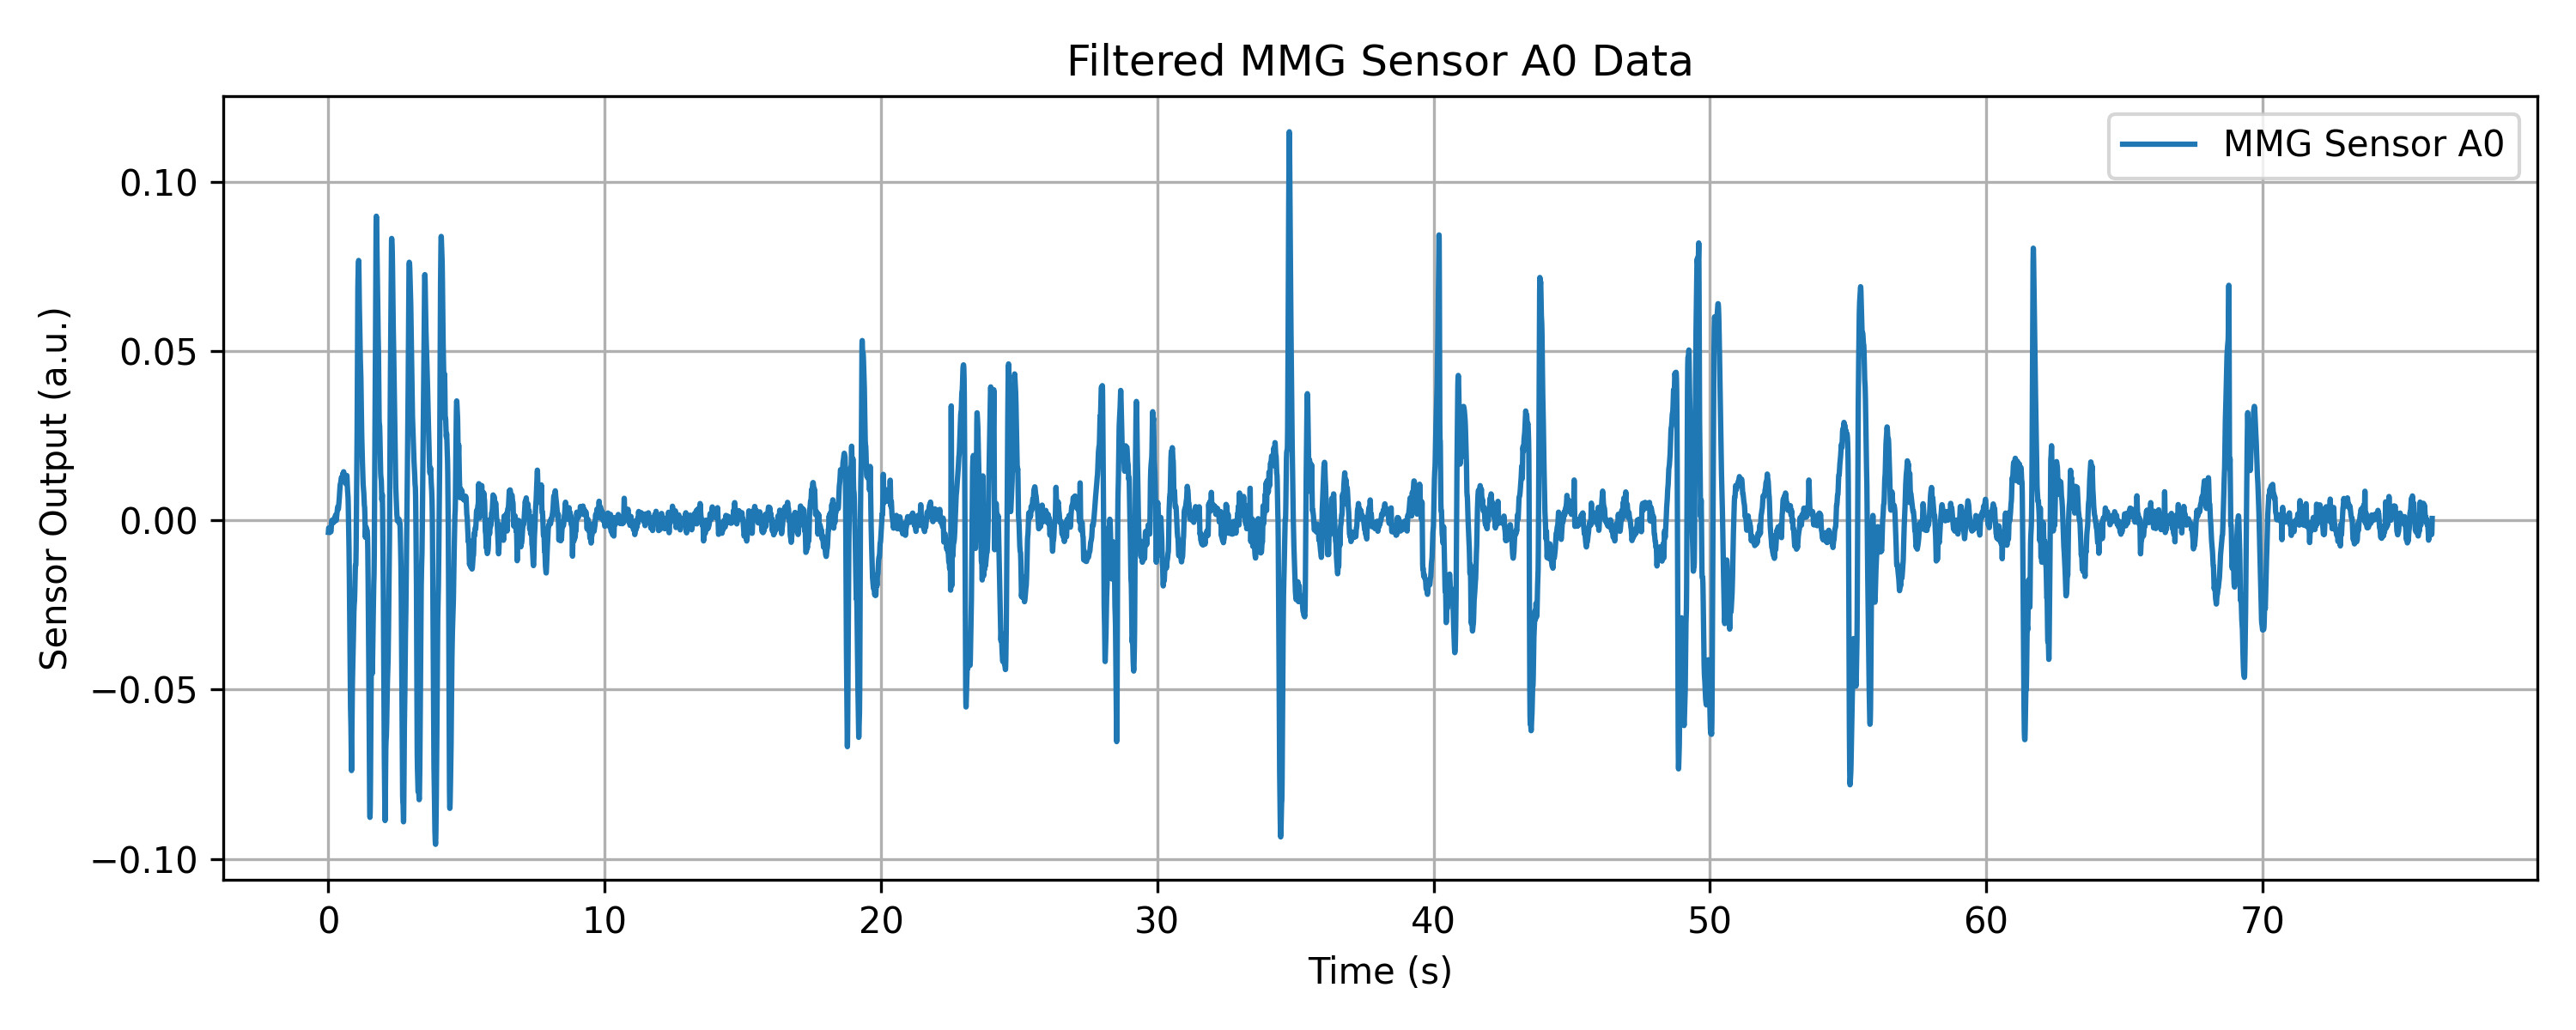 Filtered MMG Sensor A0 Data
MMG Sensor A0
Sensor Output (a.u.)
0.10
0.05
0.00
−0.05
−0.10
0 10 20 30 40 50 60 70
Time (s)